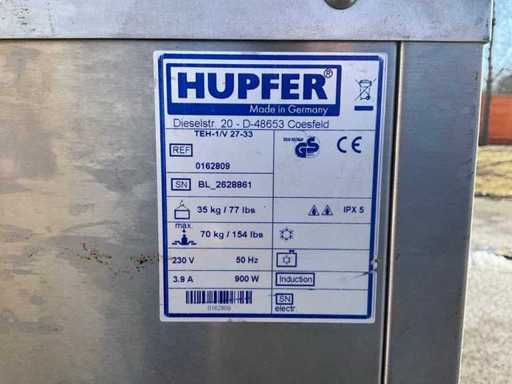 HUPFER®
Made in Germany
Dieselstr. 20 - D-48653 Coesfeld
TEH-1/V 27-33
REF
0162809
GS
CE
SN BL_2628861
35 kg / 77 lbs
IPX 5
max.
70 kg / 154 lbs
230 V 50 Hz
3.9 A 900 W
Induction
0162809
SN
electr.